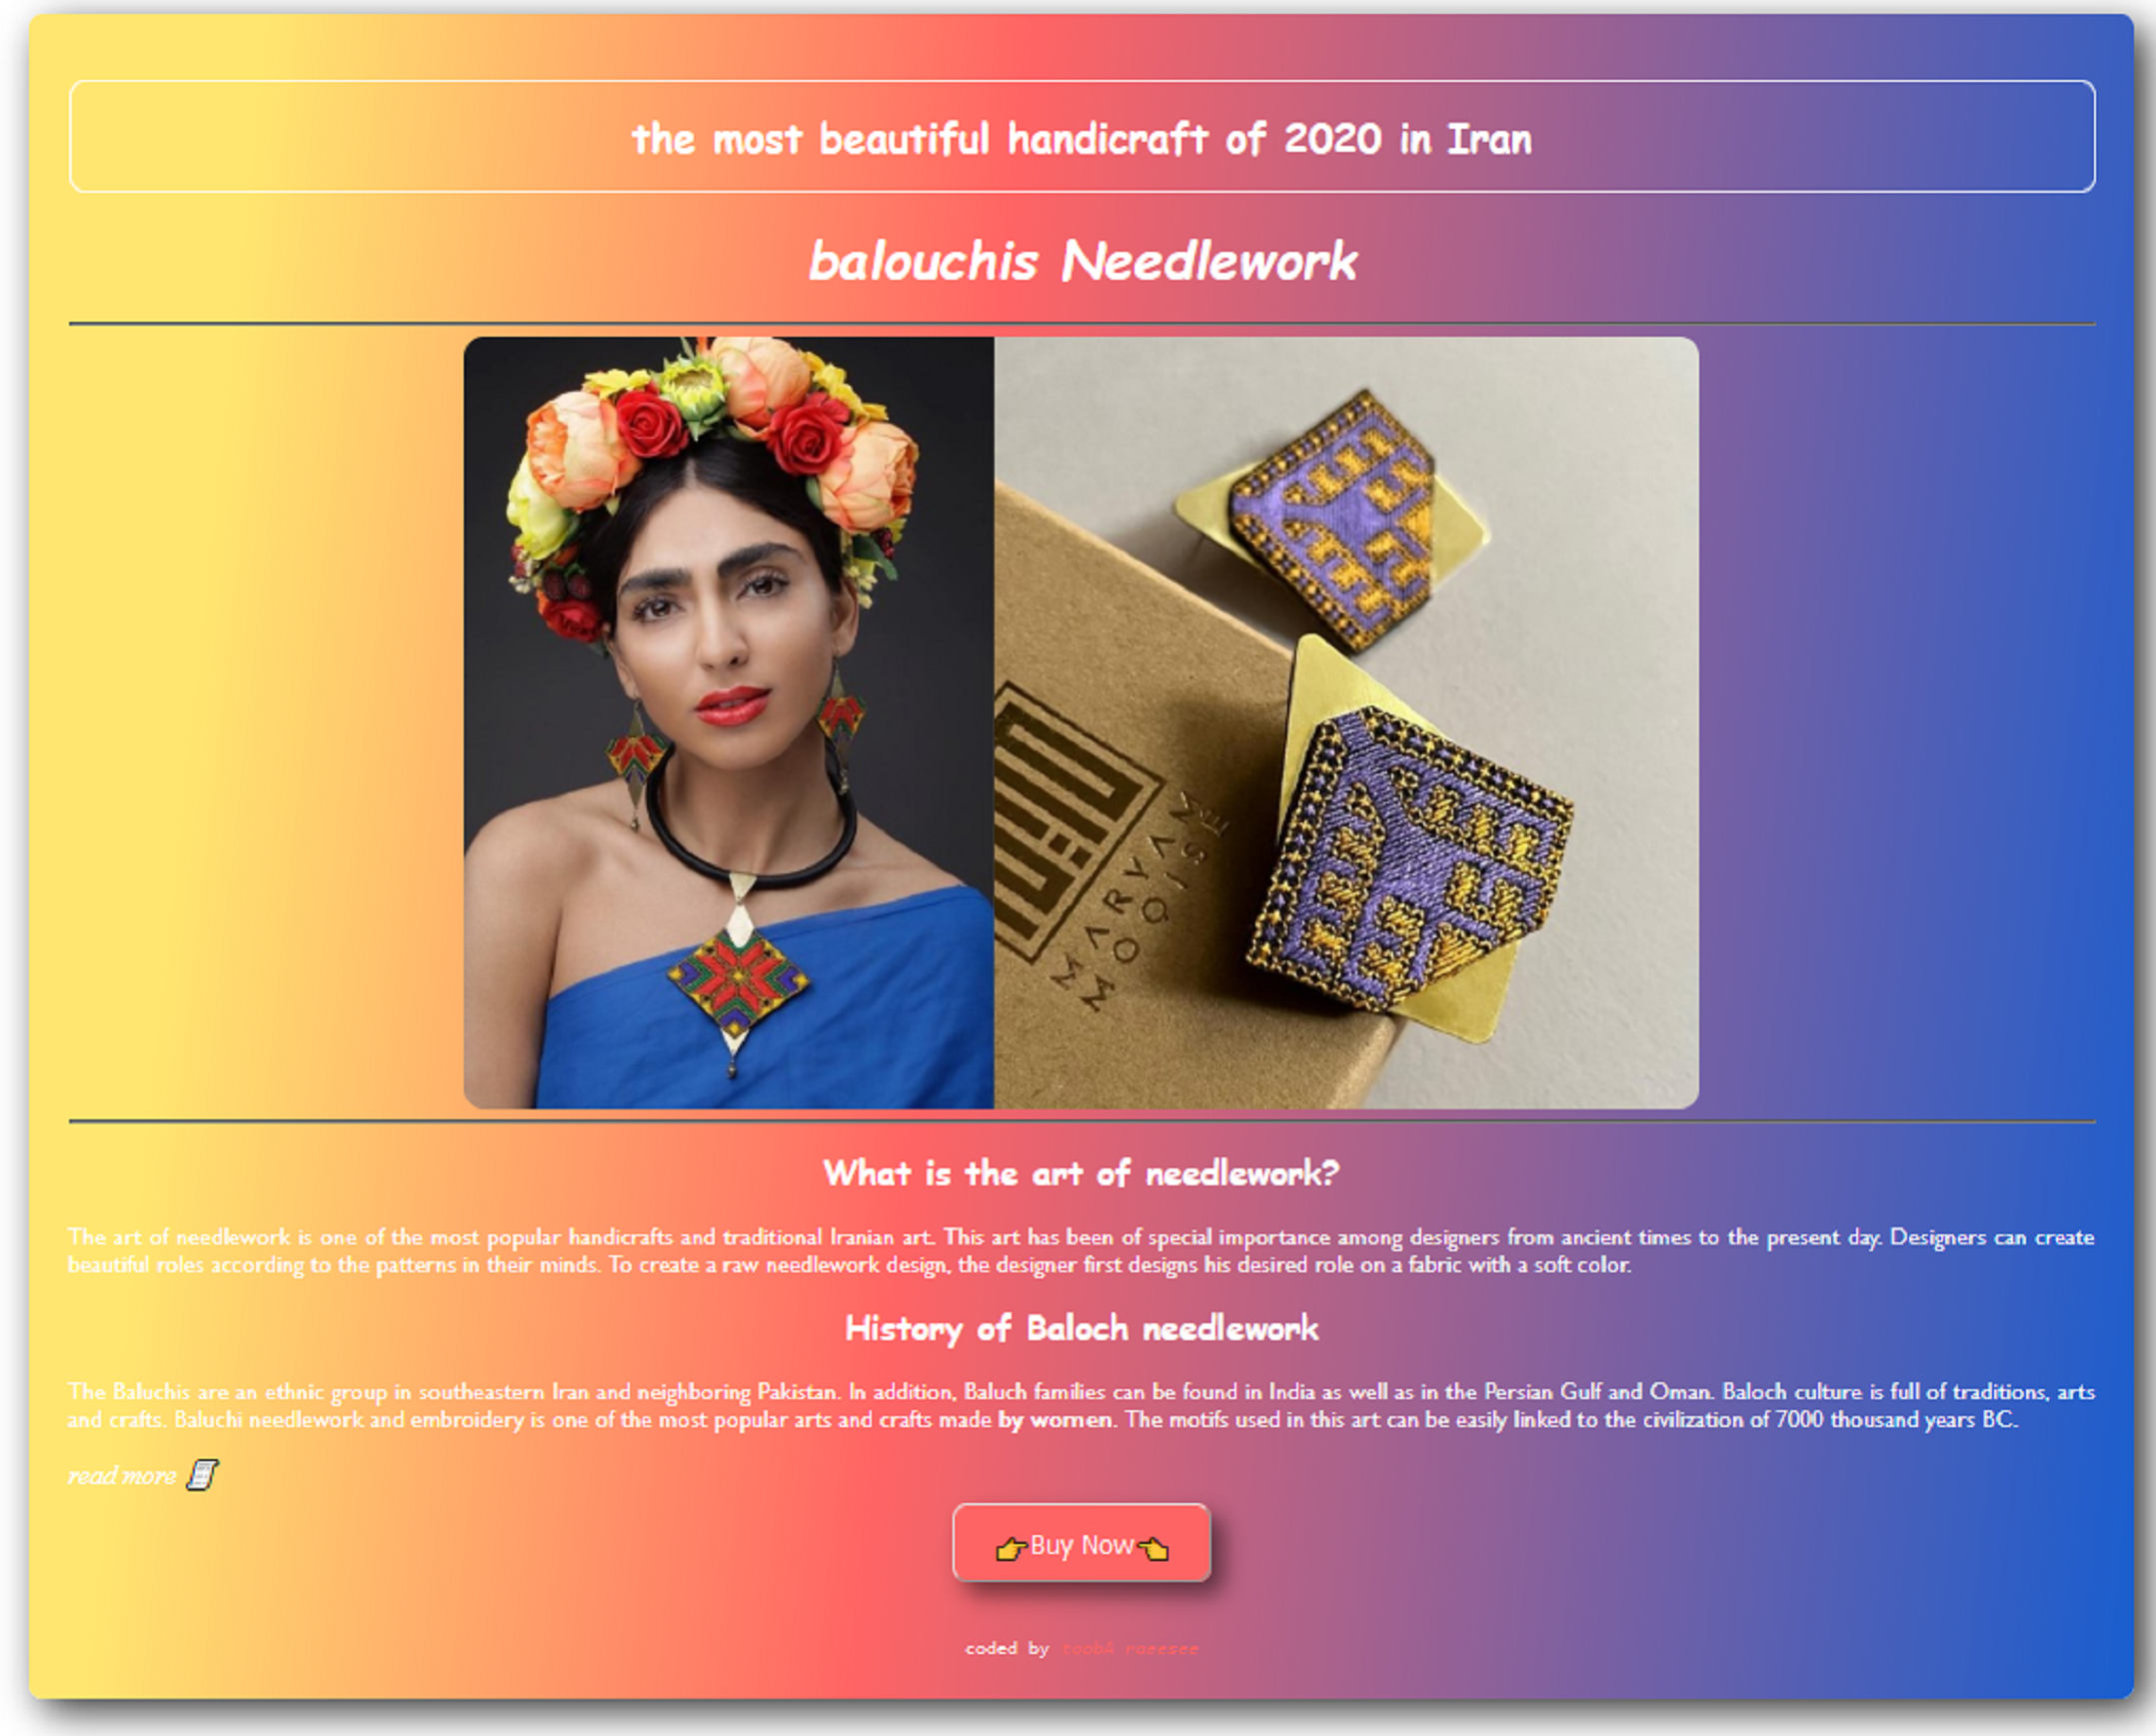 the most beautiful handicraft of 2020 in Iran
balouchis Needlework
MARYAM
MOQISE
What is the art of needlework?
The art of needlework is one of the most popular handicrafts and traditional Iranian art. This art has been of special importance among designers from ancient times to the present day. Designers can create
beautiful roles according to the patterns in their minds. To create a raw needlework design, the designer first designs his desired role on a fabric with a soft color.
History of Baloch needlework
The Baluchis are an ethnic group in southeastern Iran and neighboring Pakistan. In addition, Baluch families can be found in India as well as in the Persian Gulf and Oman. Baloch culture is full of traditions, arts
and crafts. Baluchi needlework and embroidery is one of the most popular arts and crafts made by women. The motifs used in this art can be easily linked to the civilization of 7000 thousand years BC.
read more 📜
👉Buy Now👈
coded by toobA raeesee